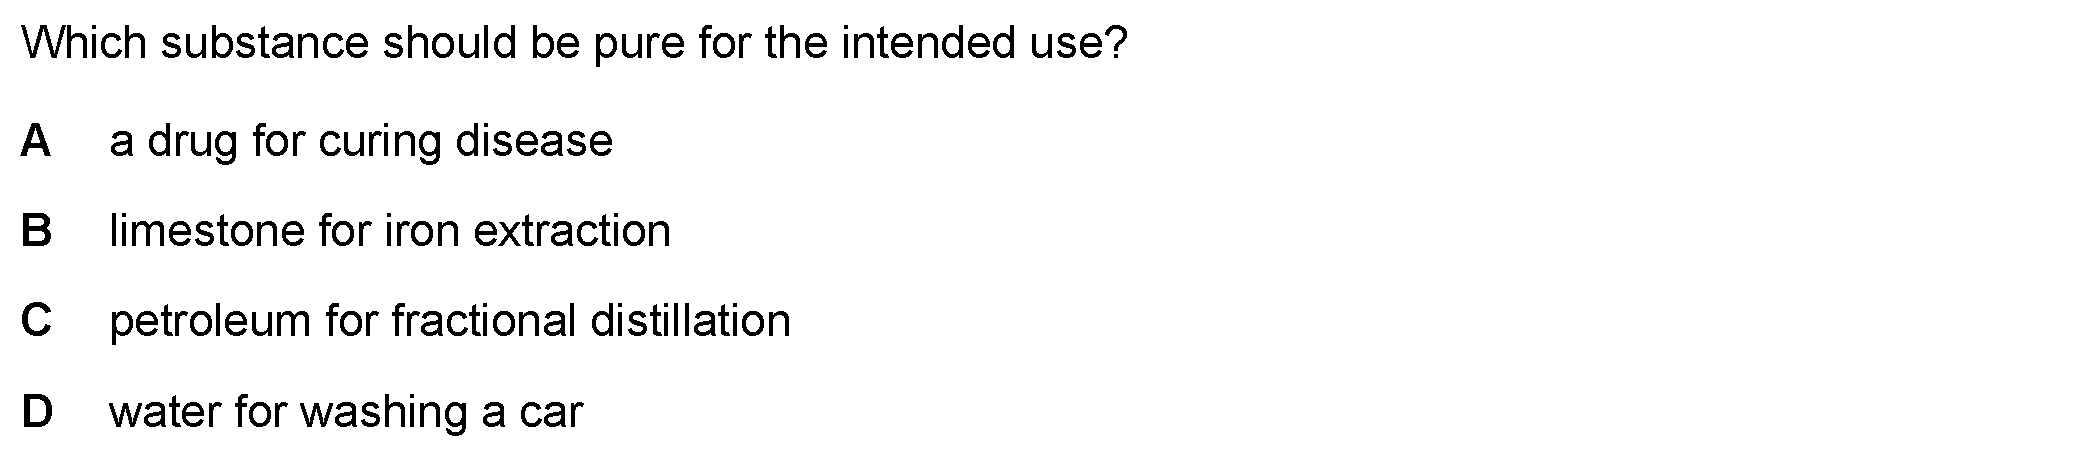 Which substance should be pure for the intended use?
A a drug for curing disease
B limestone for iron extraction
C petroleum for fractional distillation
D water for washing a car